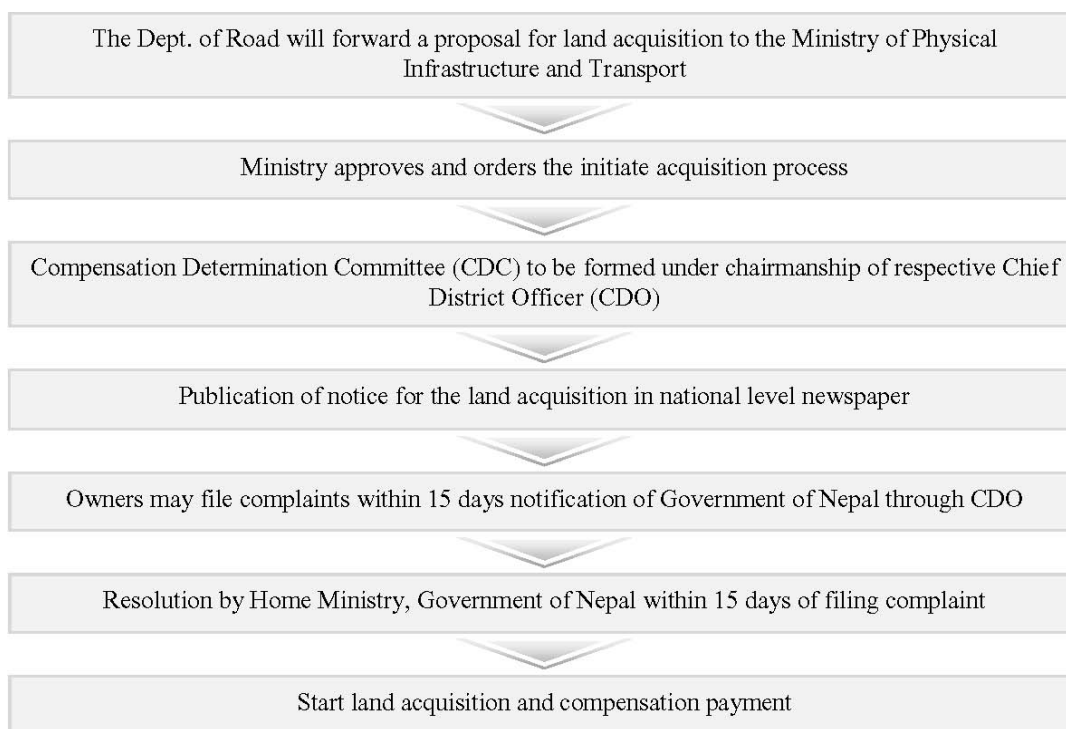 The Dept. of Road will forward a proposal for land acquisition to the Ministry of Physical
Infrastructure and Transport
Ministry approves and orders the initiate acquisition process
Compensation Determination Committee (CDC) to be formed under chairmanship of respective Chief
District Officer (CDO)
Publication of notice for the land acquisition in national level newspaper
Owners may file complaints within 15 days notification of Government of Nepal through CDO
Resolution by Home Ministry, Government of Nepal within 15 days of filing complaint
Start land acquisition and compensation payment